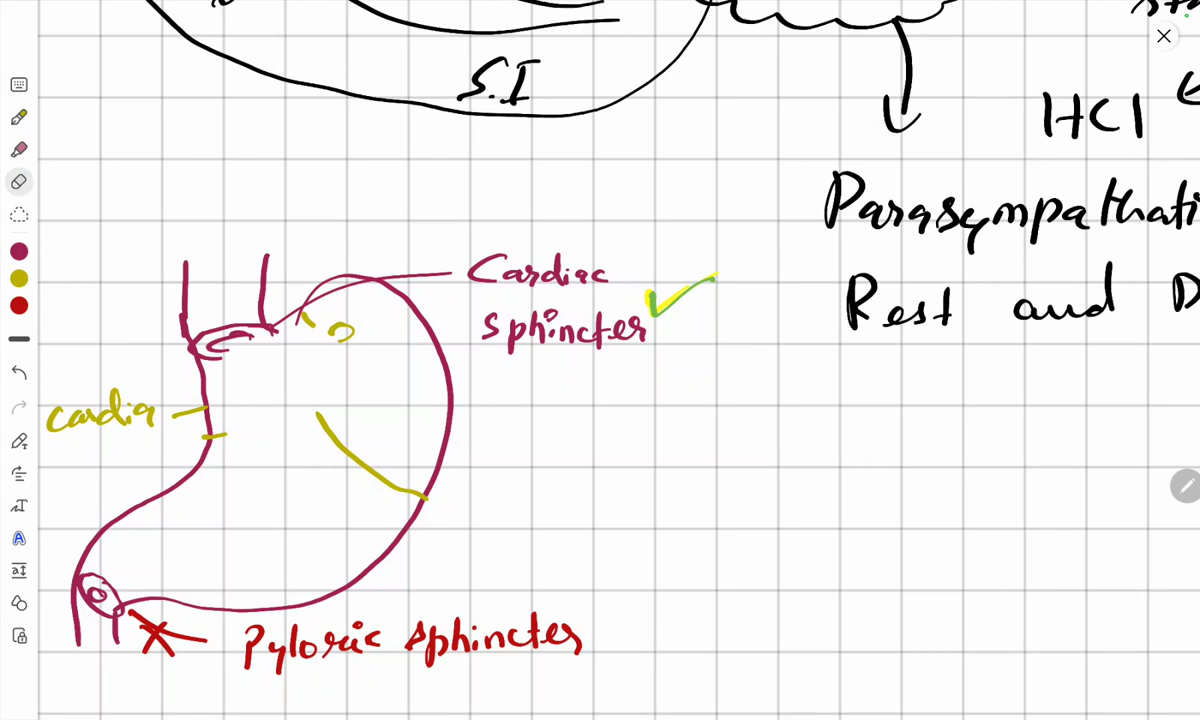 S.I
HCl
Parasympathati
Rest and D
Cardiac
sphincter
cardia
Pyloric sphincter